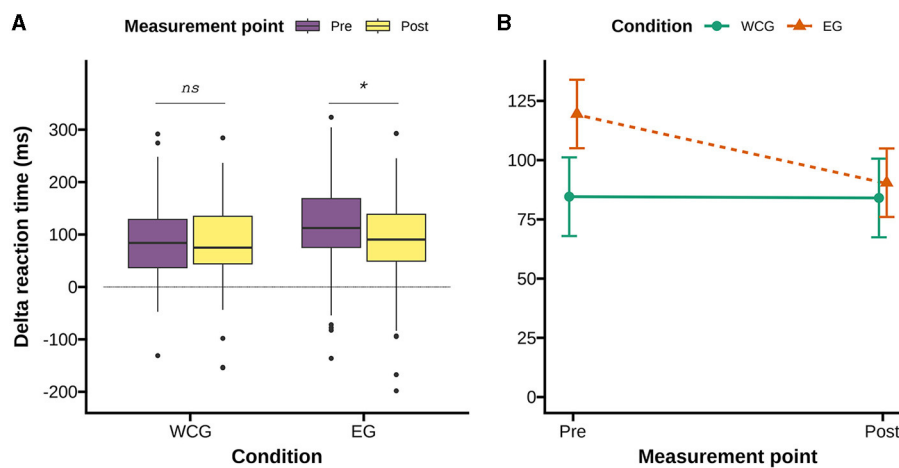 A
Measurement point Pre Post
ns
*
Delta reaction time (ms)
300
200
100
0
-100
-200
WCG EG
Condition
B
Condition WCG EG
125
100
75
50
25
0
Pre Post
Measurement point